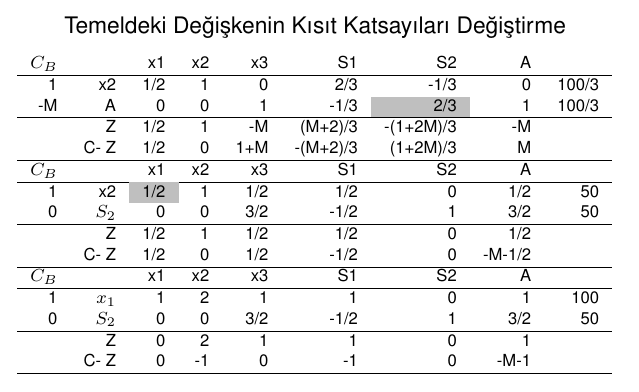 Temeldeki Değişkenin Kısıt Katsayıları Değiştirme
C_B x1 x2 x3 S1 S2 A
1 x2 1/2 1 0 2/3 -1/3 0 100/3
-M A 0 0 1 -1/3 2/3 1 100/3
Z 1/2 1 -M (M+2)/3 -(1+2M)/3 -M
C- Z 1/2 0 1+M -(M+2)/3 (1+2M)/3 M
C_B x1 x2 x3 S1 S2 A
1 x2 1/2 1 1/2 1/2 0 1/2 50
0 S_2 0 0 3/2 -1/2 1 3/2 50
Z 1/2 1 1/2 1/2 0 1/2
C- Z 1/2 0 1/2 -1/2 0 -M-1/2
C_B x1 x2 x3 S1 S2 A
1 x_1 1 2 1 1 0 1 100
0 S_2 0 0 3/2 -1/2 1 3/2 50
Z 0 2 1 1 0 1
C- Z 0 -1 0 -1 0 -M-1